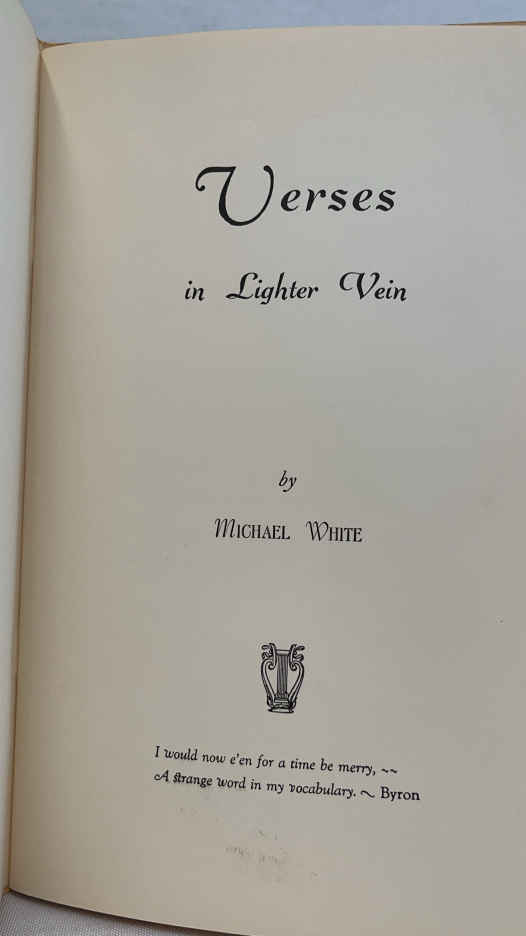 Verses
in Lighter Vein
by
MICHAEL WHITE
I would now e'en for a time be merry, ~~
A strange word in my vocabulary. ~ Byron